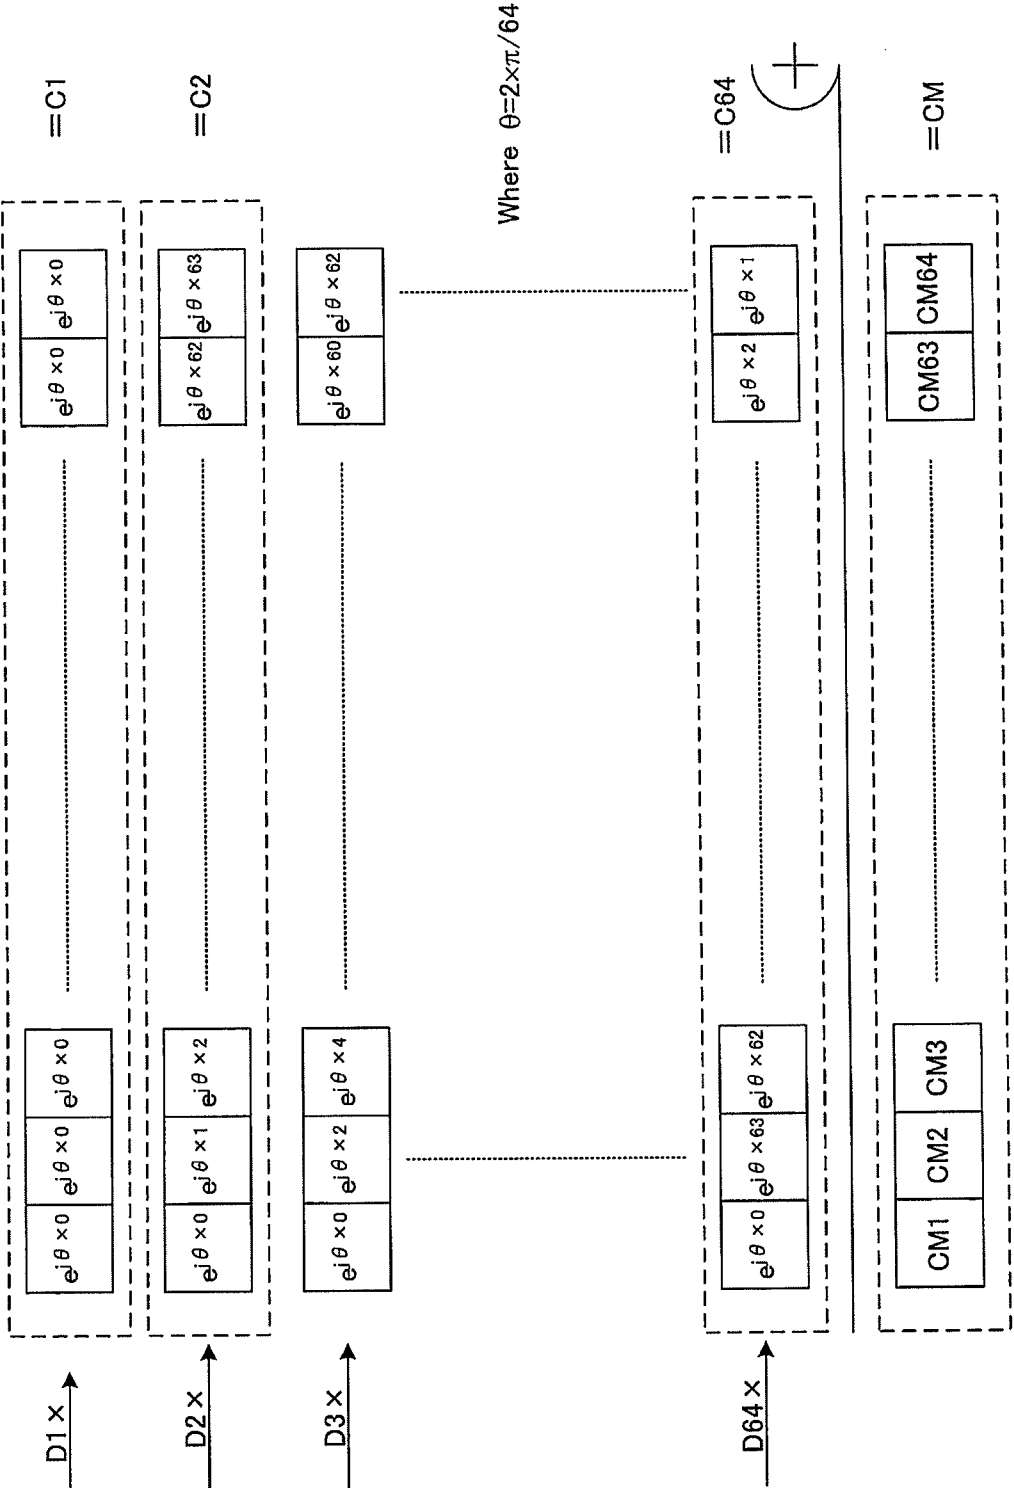 D1× e^{jθ×0} e^{jθ×0} e^{jθ×0} e^{jθ×0} e^{jθ×0} =C1
D2× e^{jθ×0} e^{jθ×1} e^{jθ×2} e^{jθ×62} e^{jθ×63} =C2
D3× e^{jθ×0} e^{jθ×2} e^{jθ×4} e^{jθ×60} e^{jθ×62}
Where θ=2×π/64
D64× e^{jθ×0} e^{jθ×63} e^{jθ×62} e^{jθ×2} e^{jθ×1} =C64
+
CM1 CM2 CM3 CM63 CM64 =CM